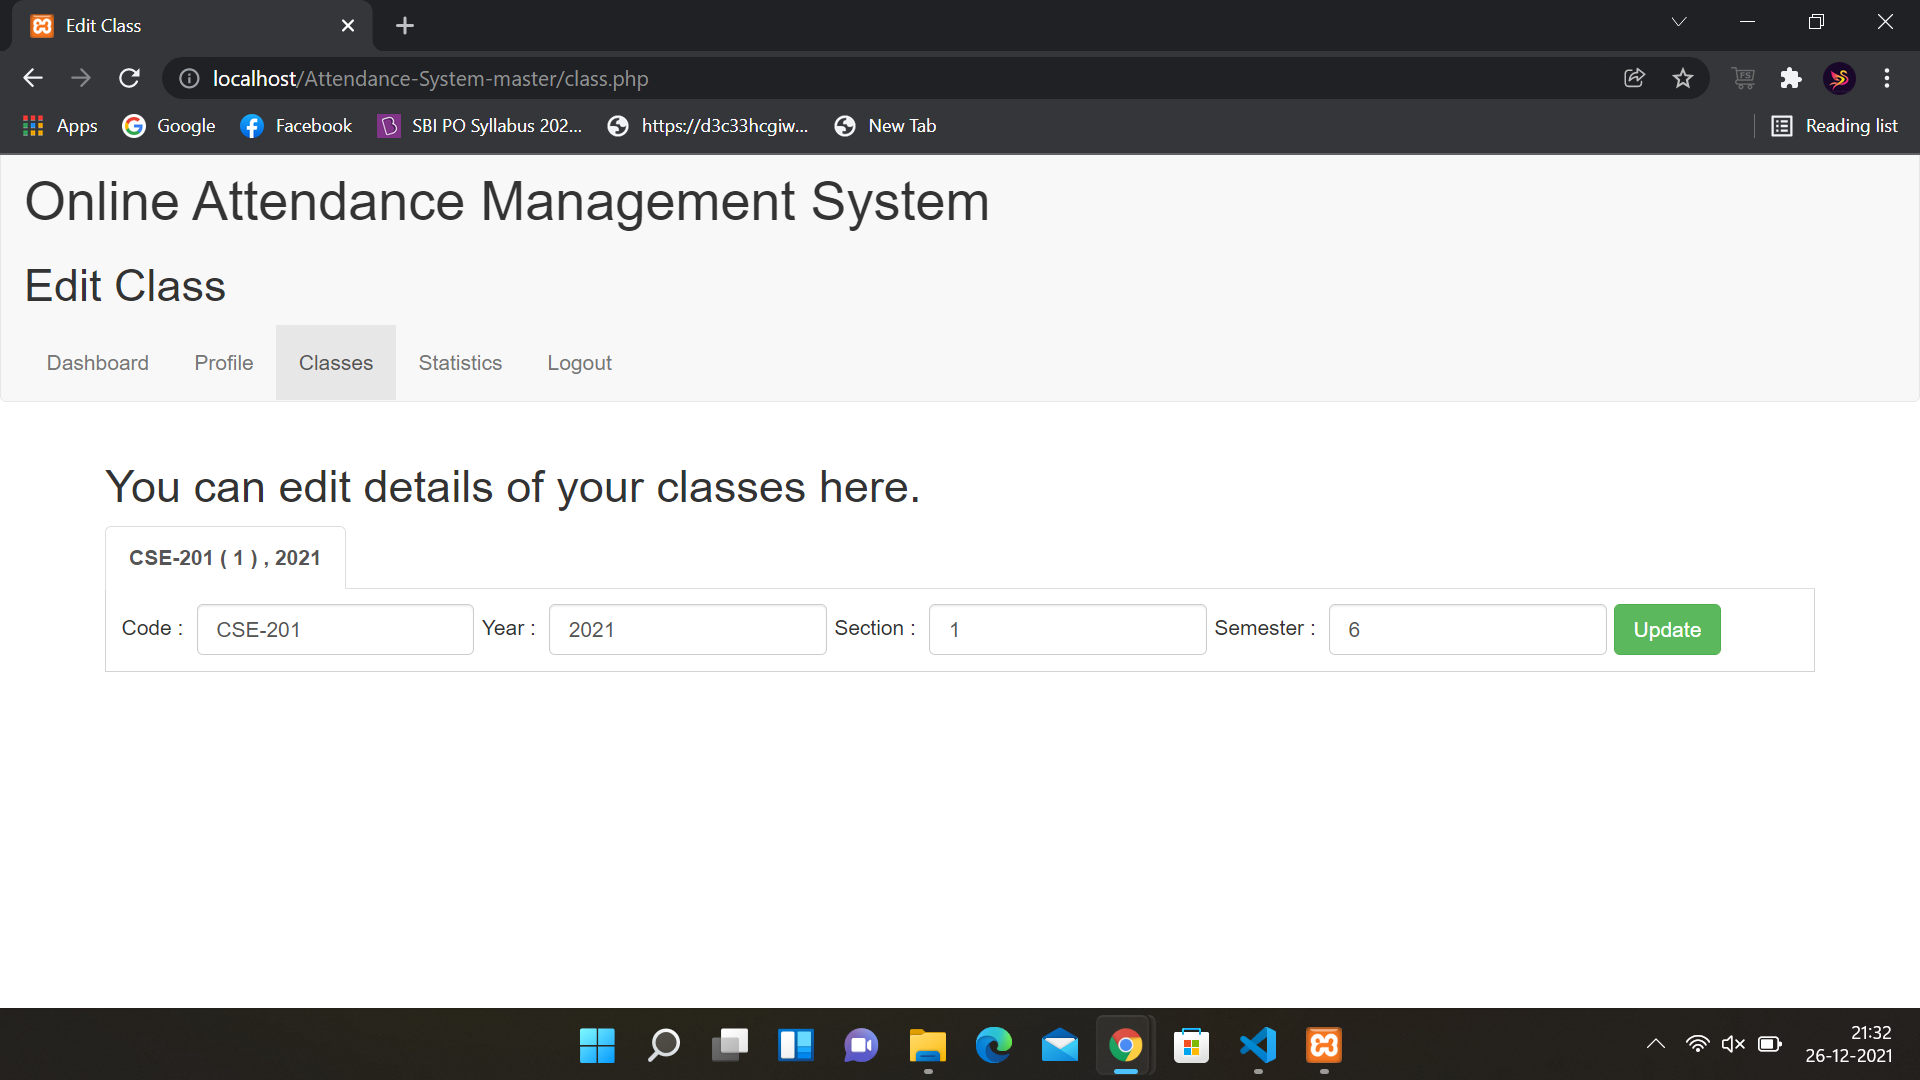 Edit Class
localhost/Attendance-System-master/class.php
Apps Google Facebook SBI PO Syllabus 202... https://d3c33hcgiw... New Tab Reading list
Online Attendance Management System
Edit Class
Dashboard Profile Classes Statistics Logout
You can edit details of your classes here.
CSE-201 ( 1 ) , 2021
Code : CSE-201 Year : 2021 Section : 1 Semester : 6 Update
21:32
26-12-2021